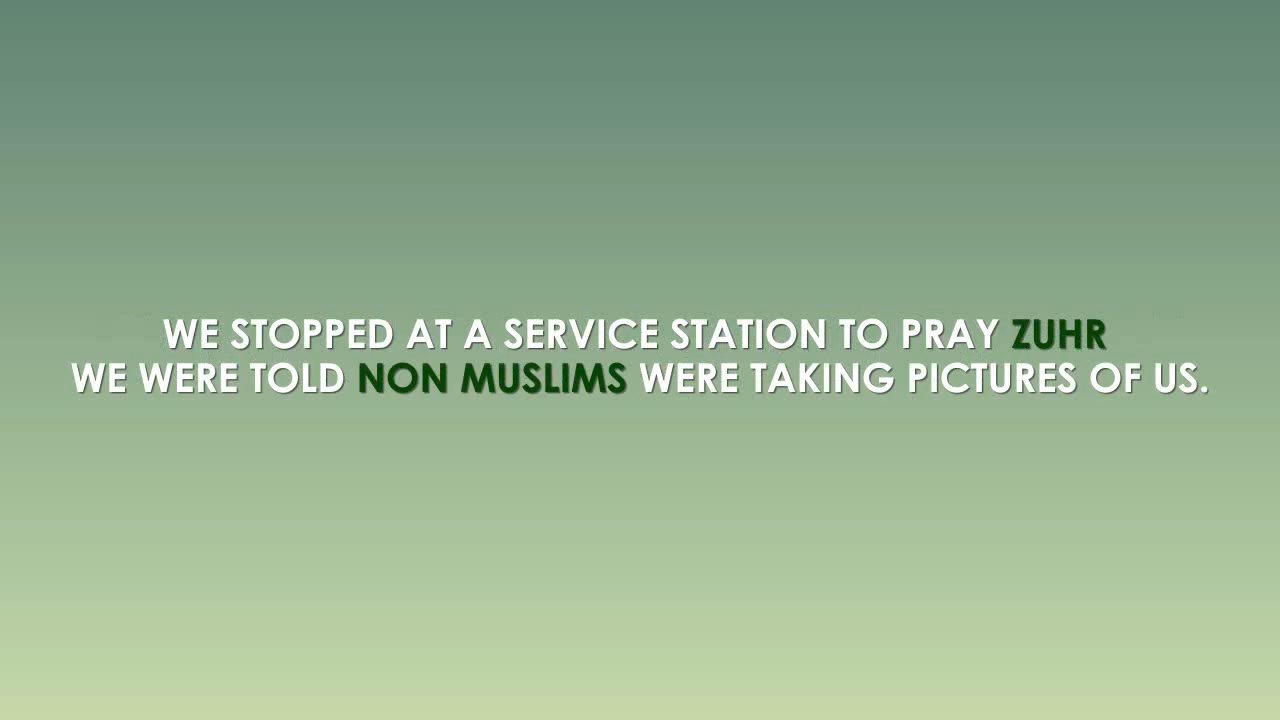 WE STOPPED AT A SERVICE STATION TO PRAY ZUHR
WE WERE TOLD NON MUSLIMS WERE TAKING PICTURES OF US.